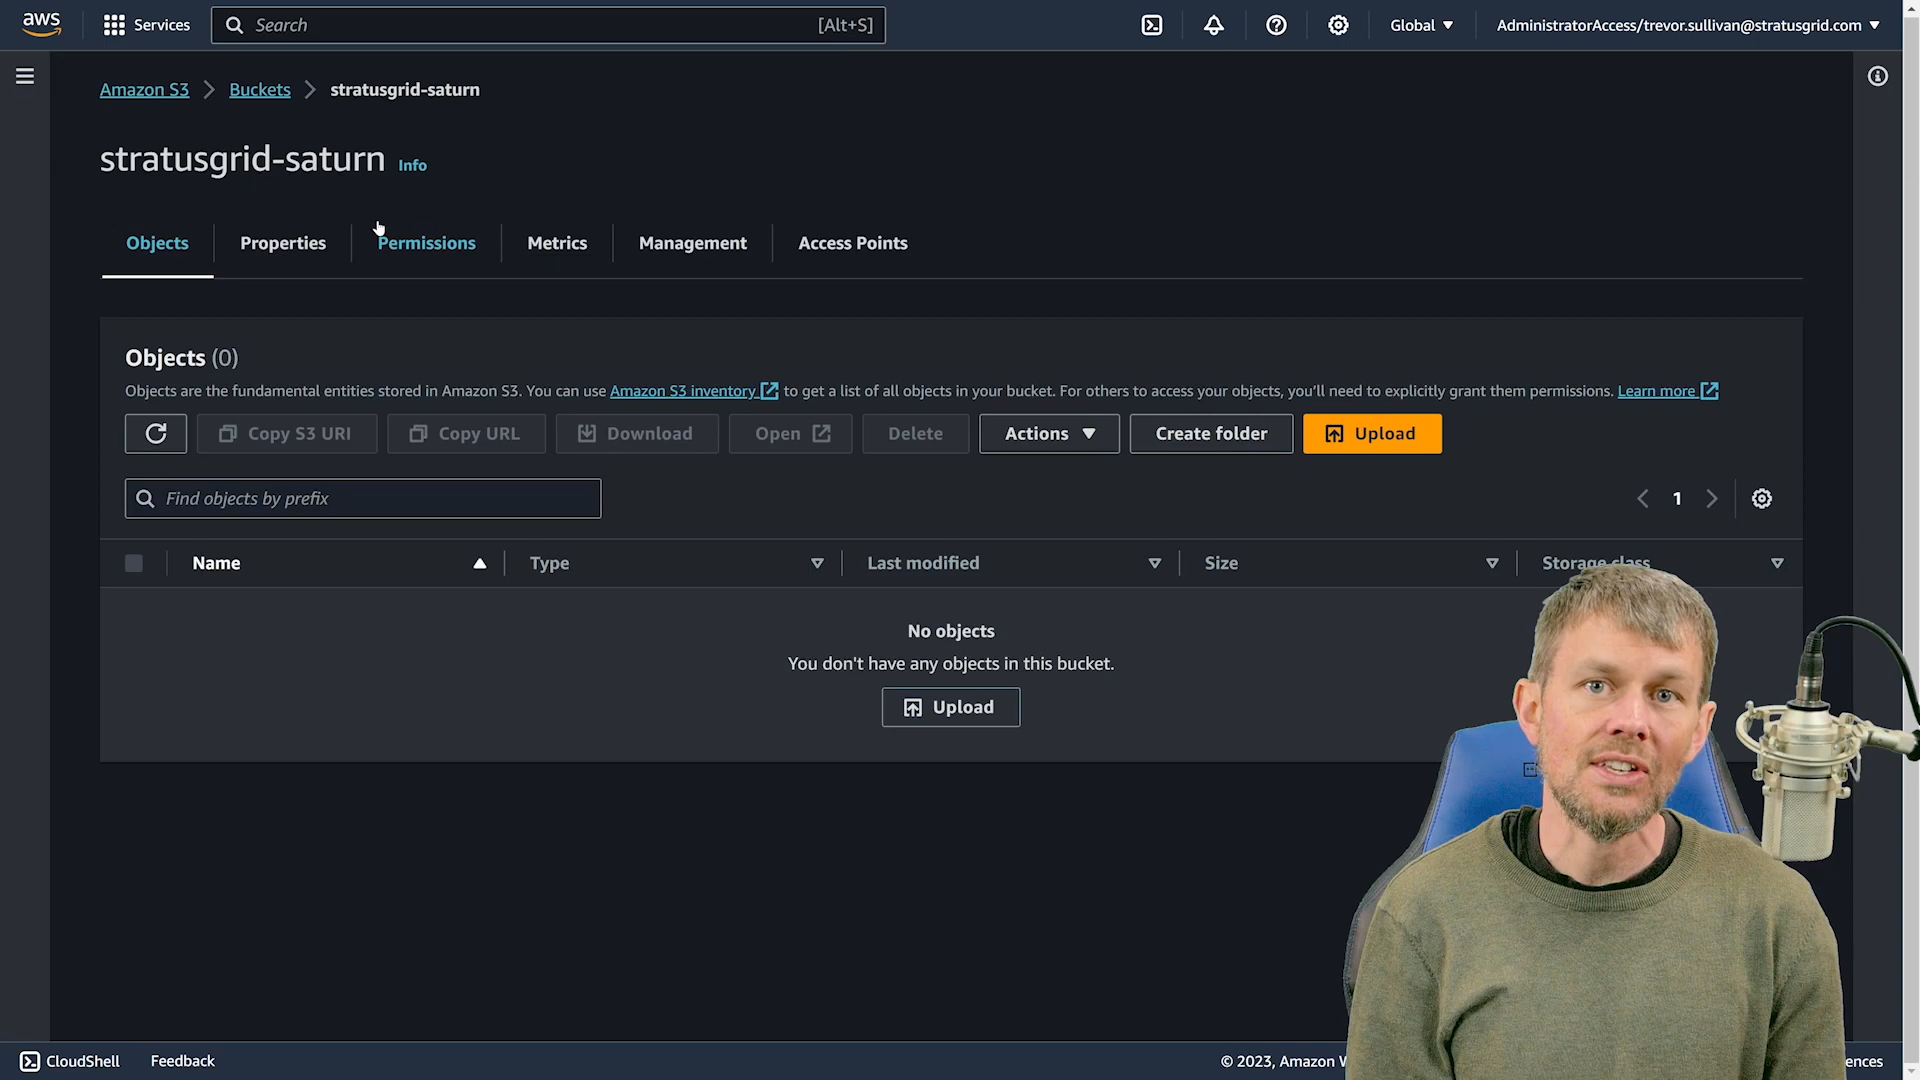 aws
Services
Search
[Alt+S]
Global
AdministratorAccess/trevor.sullivan@stratusgrid.com
Amazon S3
Buckets
stratusgrid-saturn
stratusgrid-saturn Info
Objects
Properties
Permissions
Metrics
Management
Access Points
Objects (0)
Objects are the fundamental entities stored in Amazon S3. You can use Amazon S3 inventory to get a list of all objects in your bucket. For others to access your objects, you'll need to explicitly grant them permissions. Learn more
Copy S3 URI
Copy URL
Download
Open
Delete
Actions
Create folder
Upload
Find objects by prefix
1
Name
Type
Last modified
Size
Storage class
No objects
You don't have any objects in this bucket.
Upload
CloudShell
Feedback
© 2023, Amazon